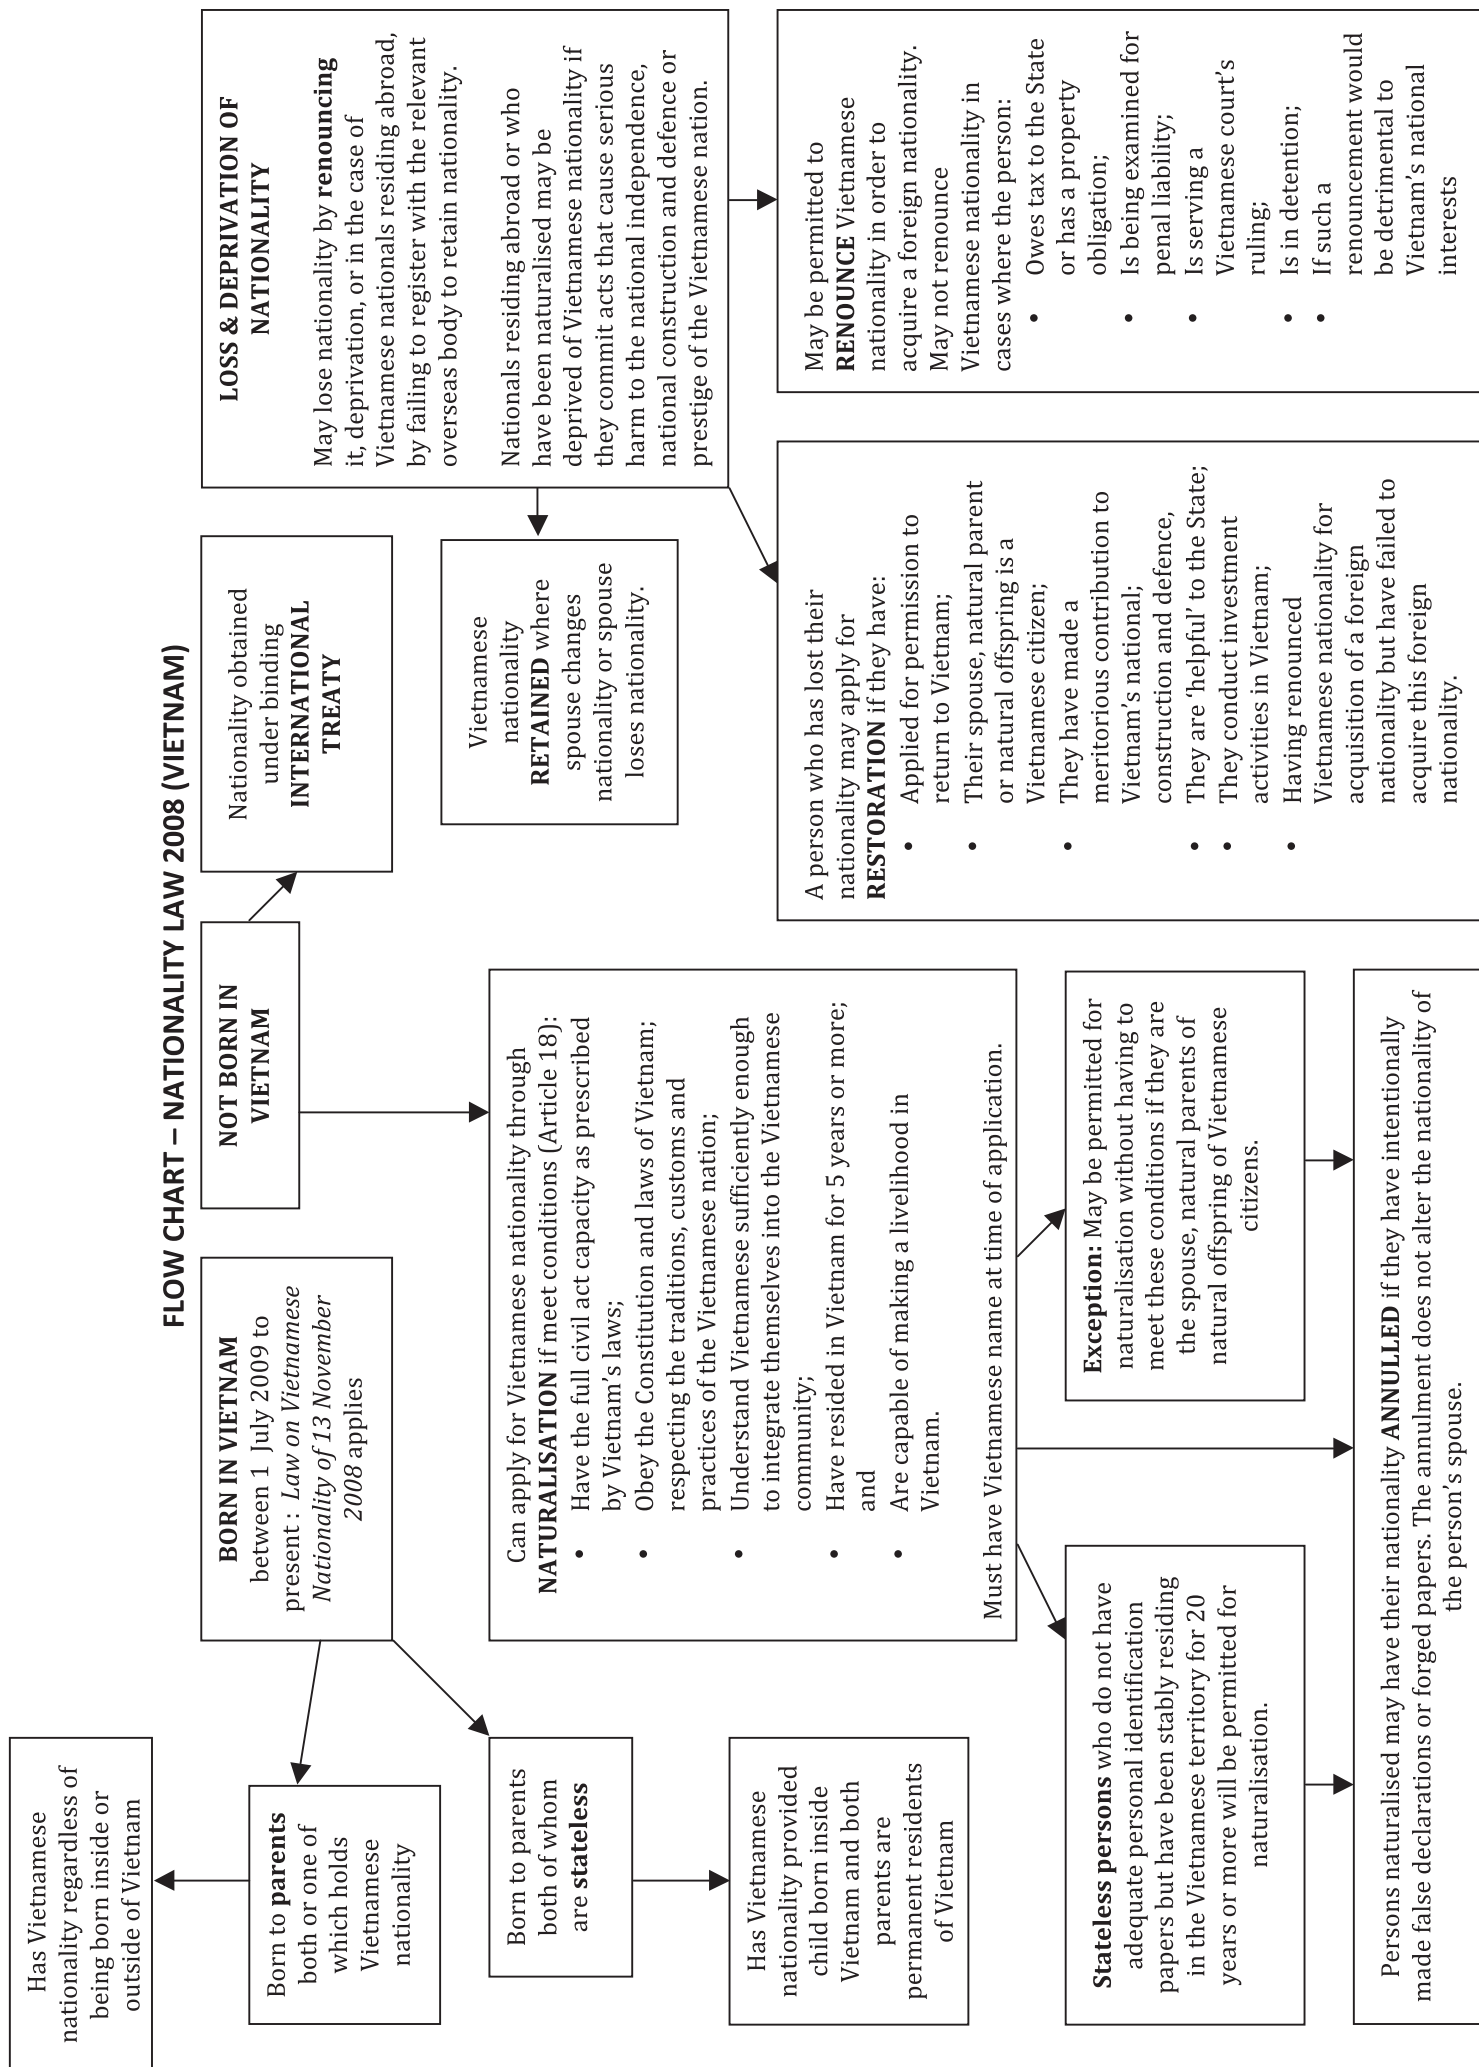 FLOW CHART – NATIONALITY LAW 2008 (VIETNAM)
Has Vietnamese
nationality regardless of
being born inside or
outside of Vietnam
Born to parents
both or one of
which holds
Vietnamese
nationality
Born to parents
both of whom
are stateless
Has Vietnamese
nationality provided
child born inside
Vietnam and both
parents are
permanent residents
of Vietnam
BORN IN VIETNAM
between 1 July 2009 to
present : Law on Vietnamese
Nationality of 13 November
2008 applies
NOT BORN IN
VIETNAM
Nationality obtained
under binding
INTERNATIONAL
TREATY
Can apply for Vietnamese nationality through
NATURALISATION if meet conditions (Article 18):
• Have the full civil act capacity as prescribed
by Vietnam's laws;
• Obey the Constitution and laws of Vietnam;
respecting the traditions, customs and
practices of the Vietnamese nation;
• Understand Vietnamese sufficiently enough
to integrate themselves into the Vietnamese
community;
• Have resided in Vietnam for 5 years or more;
and
• Are capable of making a livelihood in
Vietnam.
Must have Vietnamese name at time of application.
Stateless persons who do not have
adequate personal identification
papers but have been stably residing
in the Vietnamese territory for 20
years or more will be permitted for
naturalisation.
Exception: May be permitted for
naturalisation without having to
meet these conditions if they are
the spouse, natural parents of
natural offspring of Vietnamese
citizens.
Persons naturalised may have their nationality ANNULLED if they have intentionally
made false declarations or forged papers. The annulment does not alter the nationality of
the person's spouse.
LOSS & DEPRIVATION OF
NATIONALITY
May lose nationality by renouncing
it, deprivation, or in the case of
Vietnamese nationals residing abroad,
by failing to register with the relevant
overseas body to retain nationality.
Nationals residing abroad or who
have been naturalised may be
deprived of Vietnamese nationality if
they commit acts that cause serious
harm to the national independence,
national construction and defence or
prestige of the Vietnamese nation.
Vietnamese
nationality
RETAINED where
spouse changes
nationality or spouse
loses nationality.
A person who has lost their
nationality may apply for
RESTORATION if they have:
• Applied for permission to
return to Vietnam;
• Their spouse, natural parent
or natural offspring is a
Vietnamese citizen;
• They have made a
meritorious contribution to
Vietnam's national;
construction and defence,
• They are 'helpful' to the State;
• They conduct investment
activities in Vietnam;
• Having renounced
Vietnamese nationality for
acquisition of a foreign
nationality but have failed to
acquire this foreign
nationality.
May be permitted to
RENOUNCE Vietnamese
nationality in order to
acquire a foreign nationality.
May not renounce
Vietnamese nationality in
cases where the person:
• Owes tax to the State
or has a property
obligation;
• Is being examined for
penal liability;
• Is serving a
Vietnamese court's
ruling;
• Is in detention;
• If such a
renouncement would
be detrimental to
Vietnam's national
interests